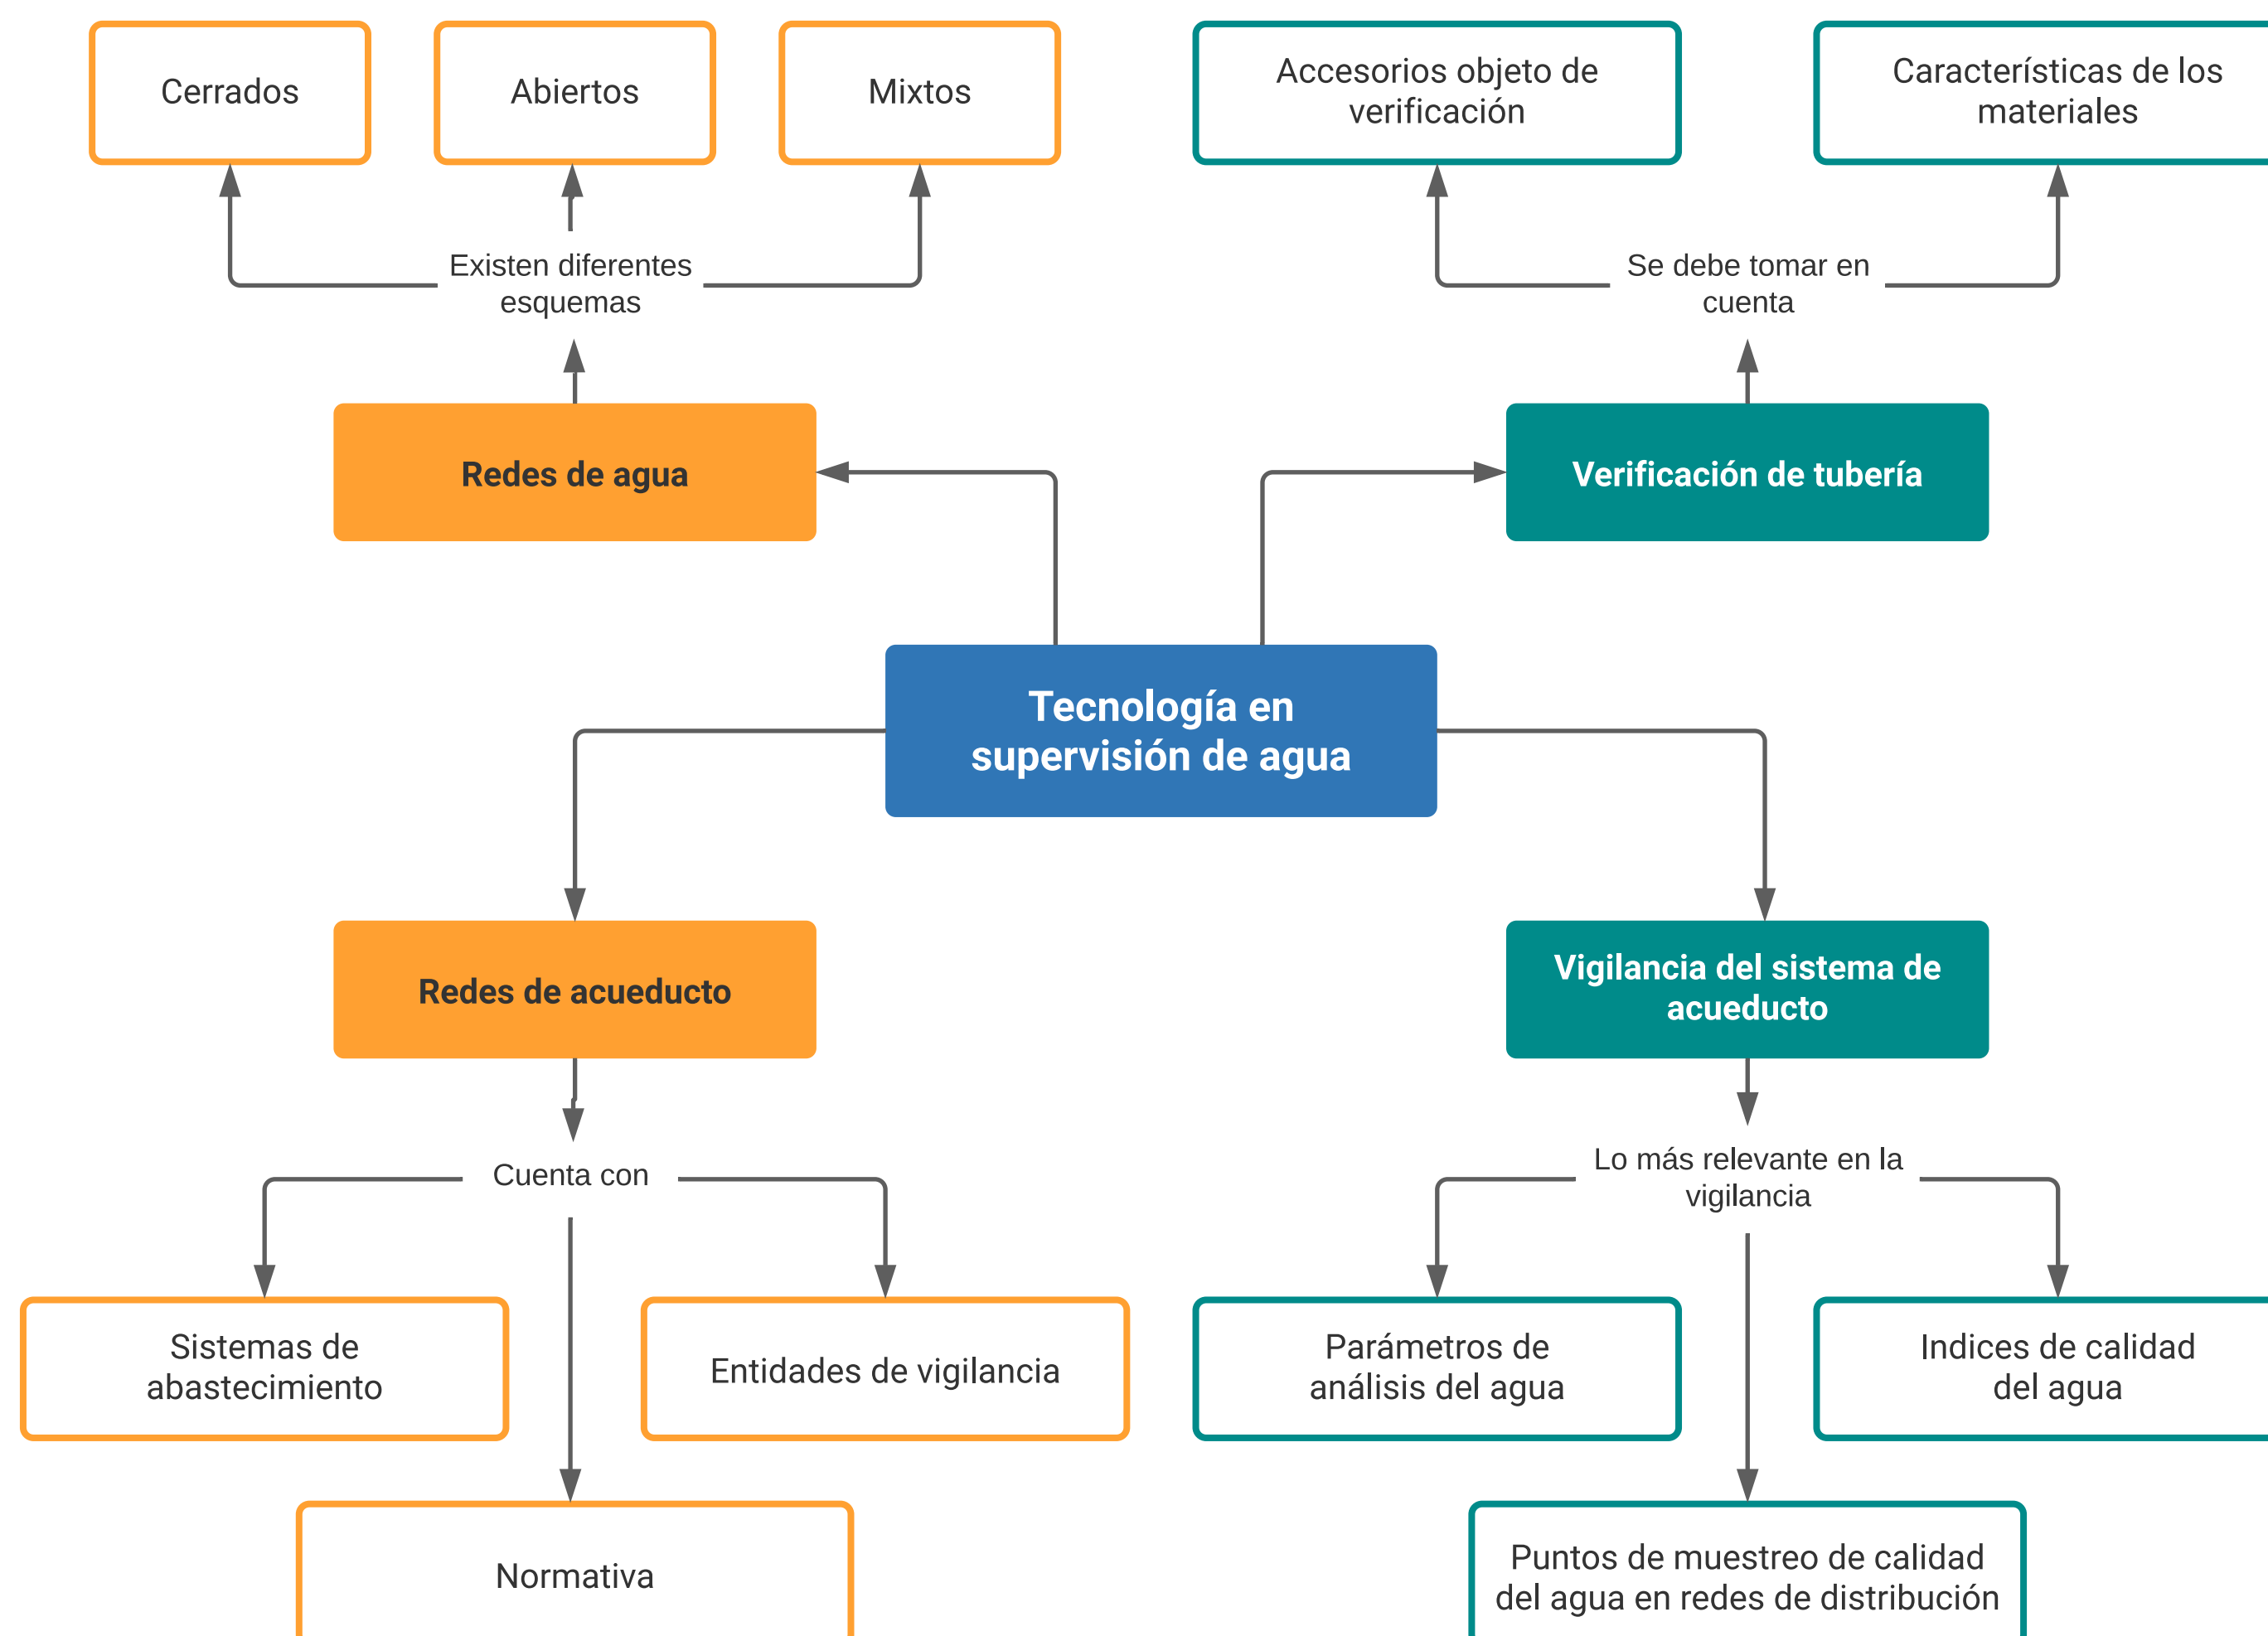 Cerrados
Abiertos
Mixtos
Accesorios objeto de
verificación
Características de los
materiales
Existen diferentes
esquemas
Se debe tomar en
cuenta
Redes de agua
Verificación de tubería
Tecnología en
supervisión de agua
Redes de acueducto
Vigilancia del sistema de
acueducto
Cuenta con
Lo más relevante en la
vigilancia
Sistemas de
abastecimiento
Entidades de vigilancia
Parámetros de
análisis del agua
Indices de calidad
del agua
Normativa
Puntos de muestreo de calidad
del agua en redes de distribución